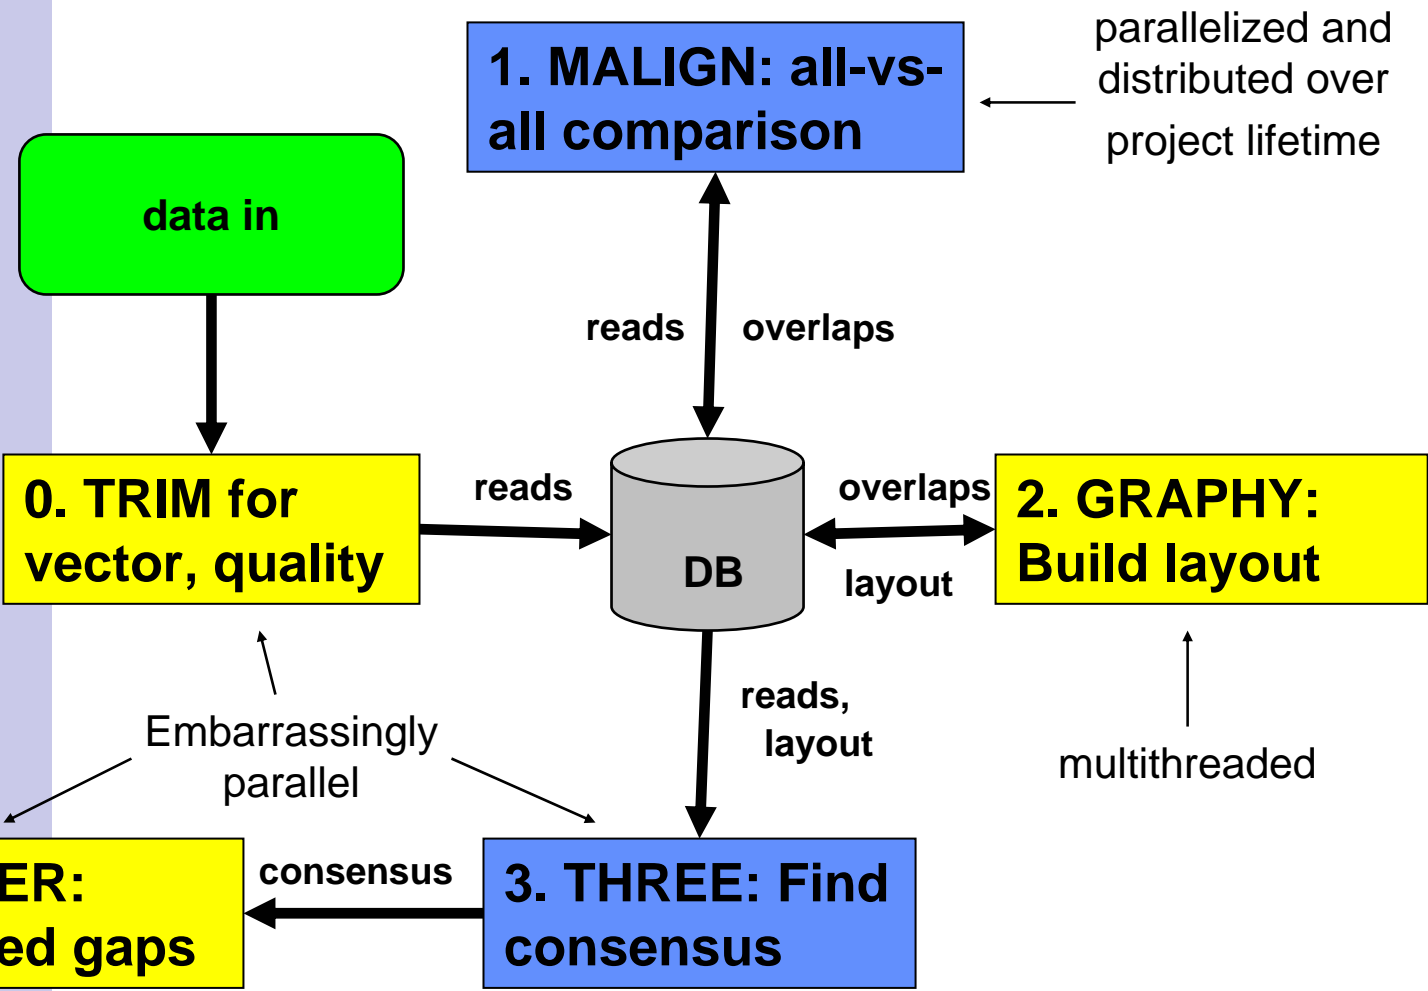 parallelized and
distributed over
project lifetime
1. MALIGN: all-vs-
all comparison
data in
reads
overlaps
0. TRIM for
vector, quality
reads
DB
overlaps
layout
2. GRAPHY:
Build layout
reads,
layout
Embarrassingly
parallel
multithreaded
ER:
ed gaps
consensus
3. THREE: Find
consensus